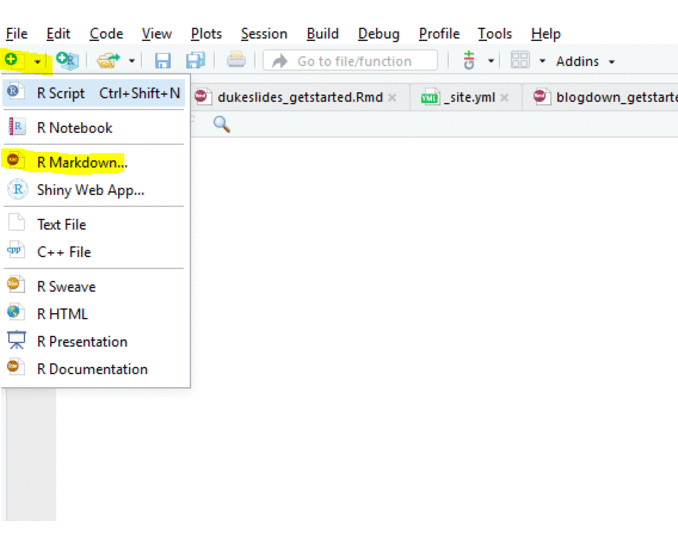 File Edit Code View Plots Session Build Debug Profile Tools Help
Go to file/function Addins
R Script Ctrl+Shift+N dukeslides_getstarted.Rmd _site.yml blogdown_getstarte
R Notebook
R Markdown...
Shiny Web App...
Text File
C++ File
R Sweave
R HTML
R Presentation
R Documentation